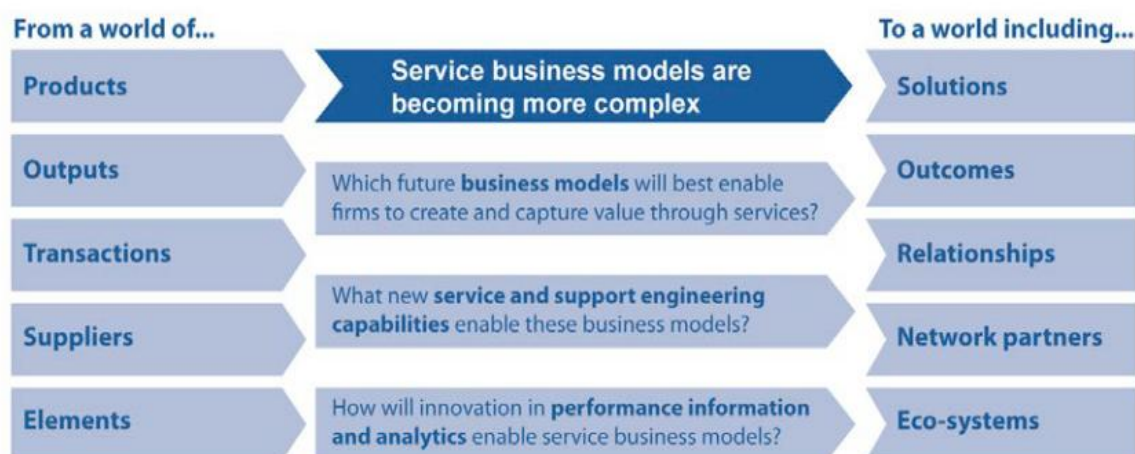 From a world of...
To a world including...
Products
Service business models are
becoming more complex
Solutions
Outputs
Which future business models will best enable
firms to create and capture value through services?
Outcomes
Transactions
Relationships
What new service and support engineering
capabilities enable these business models?
Suppliers
Network partners
Elements
How will innovation in performance information
and analytics enable service business models?
Eco-systems